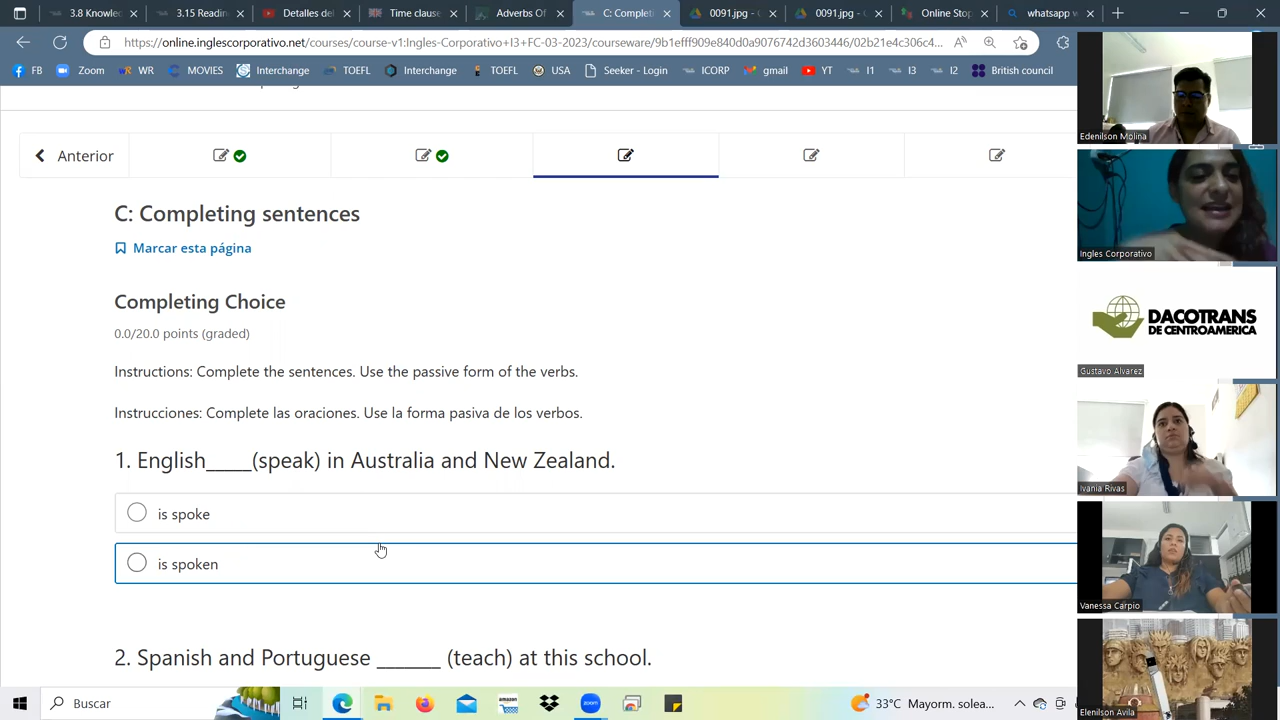 3.8 Knowled
3.15 Readin
Detalles del
Time clause
Adverbs Of
C: Completi
0091.jpg - G
0091.jpg - G
Online Stop
whatsapp w
https://online.inglescorporativo.net/courses/course-v1:Ingles-Corporativo+I3+FC-03-2023/courseware/9b1efff909e840d0a9076742d3603446/02b21e4c306c4...
FB
Zoom
WR
MOVIES
Interchange
TOEFL
Interchange
TOEFL
USA
Seeker - Login
ICORP
gmail
YT
I1
I3
I2
British council
Anterior
C: Completing sentences
Marcar esta página
Completing Choice
0.0/20.0 points (graded)
Instructions: Complete the sentences. Use the passive form of the verbs.
Instrucciones: Complete las oraciones. Use la forma pasiva de los verbos.
1. English_____(speak) in Australia and New Zealand.
is spoke
is spoken
2. Spanish and Portuguese ______ (teach) at this school.
Edenilson Molina
Ingles Corporativo
DACOTRANS
DE CENTROAMERICA
Gustavo Alvarez
Ivania Rivas
Vanessa Carpio
Elenilson Avila
Buscar
33°C Mayorm. solea...